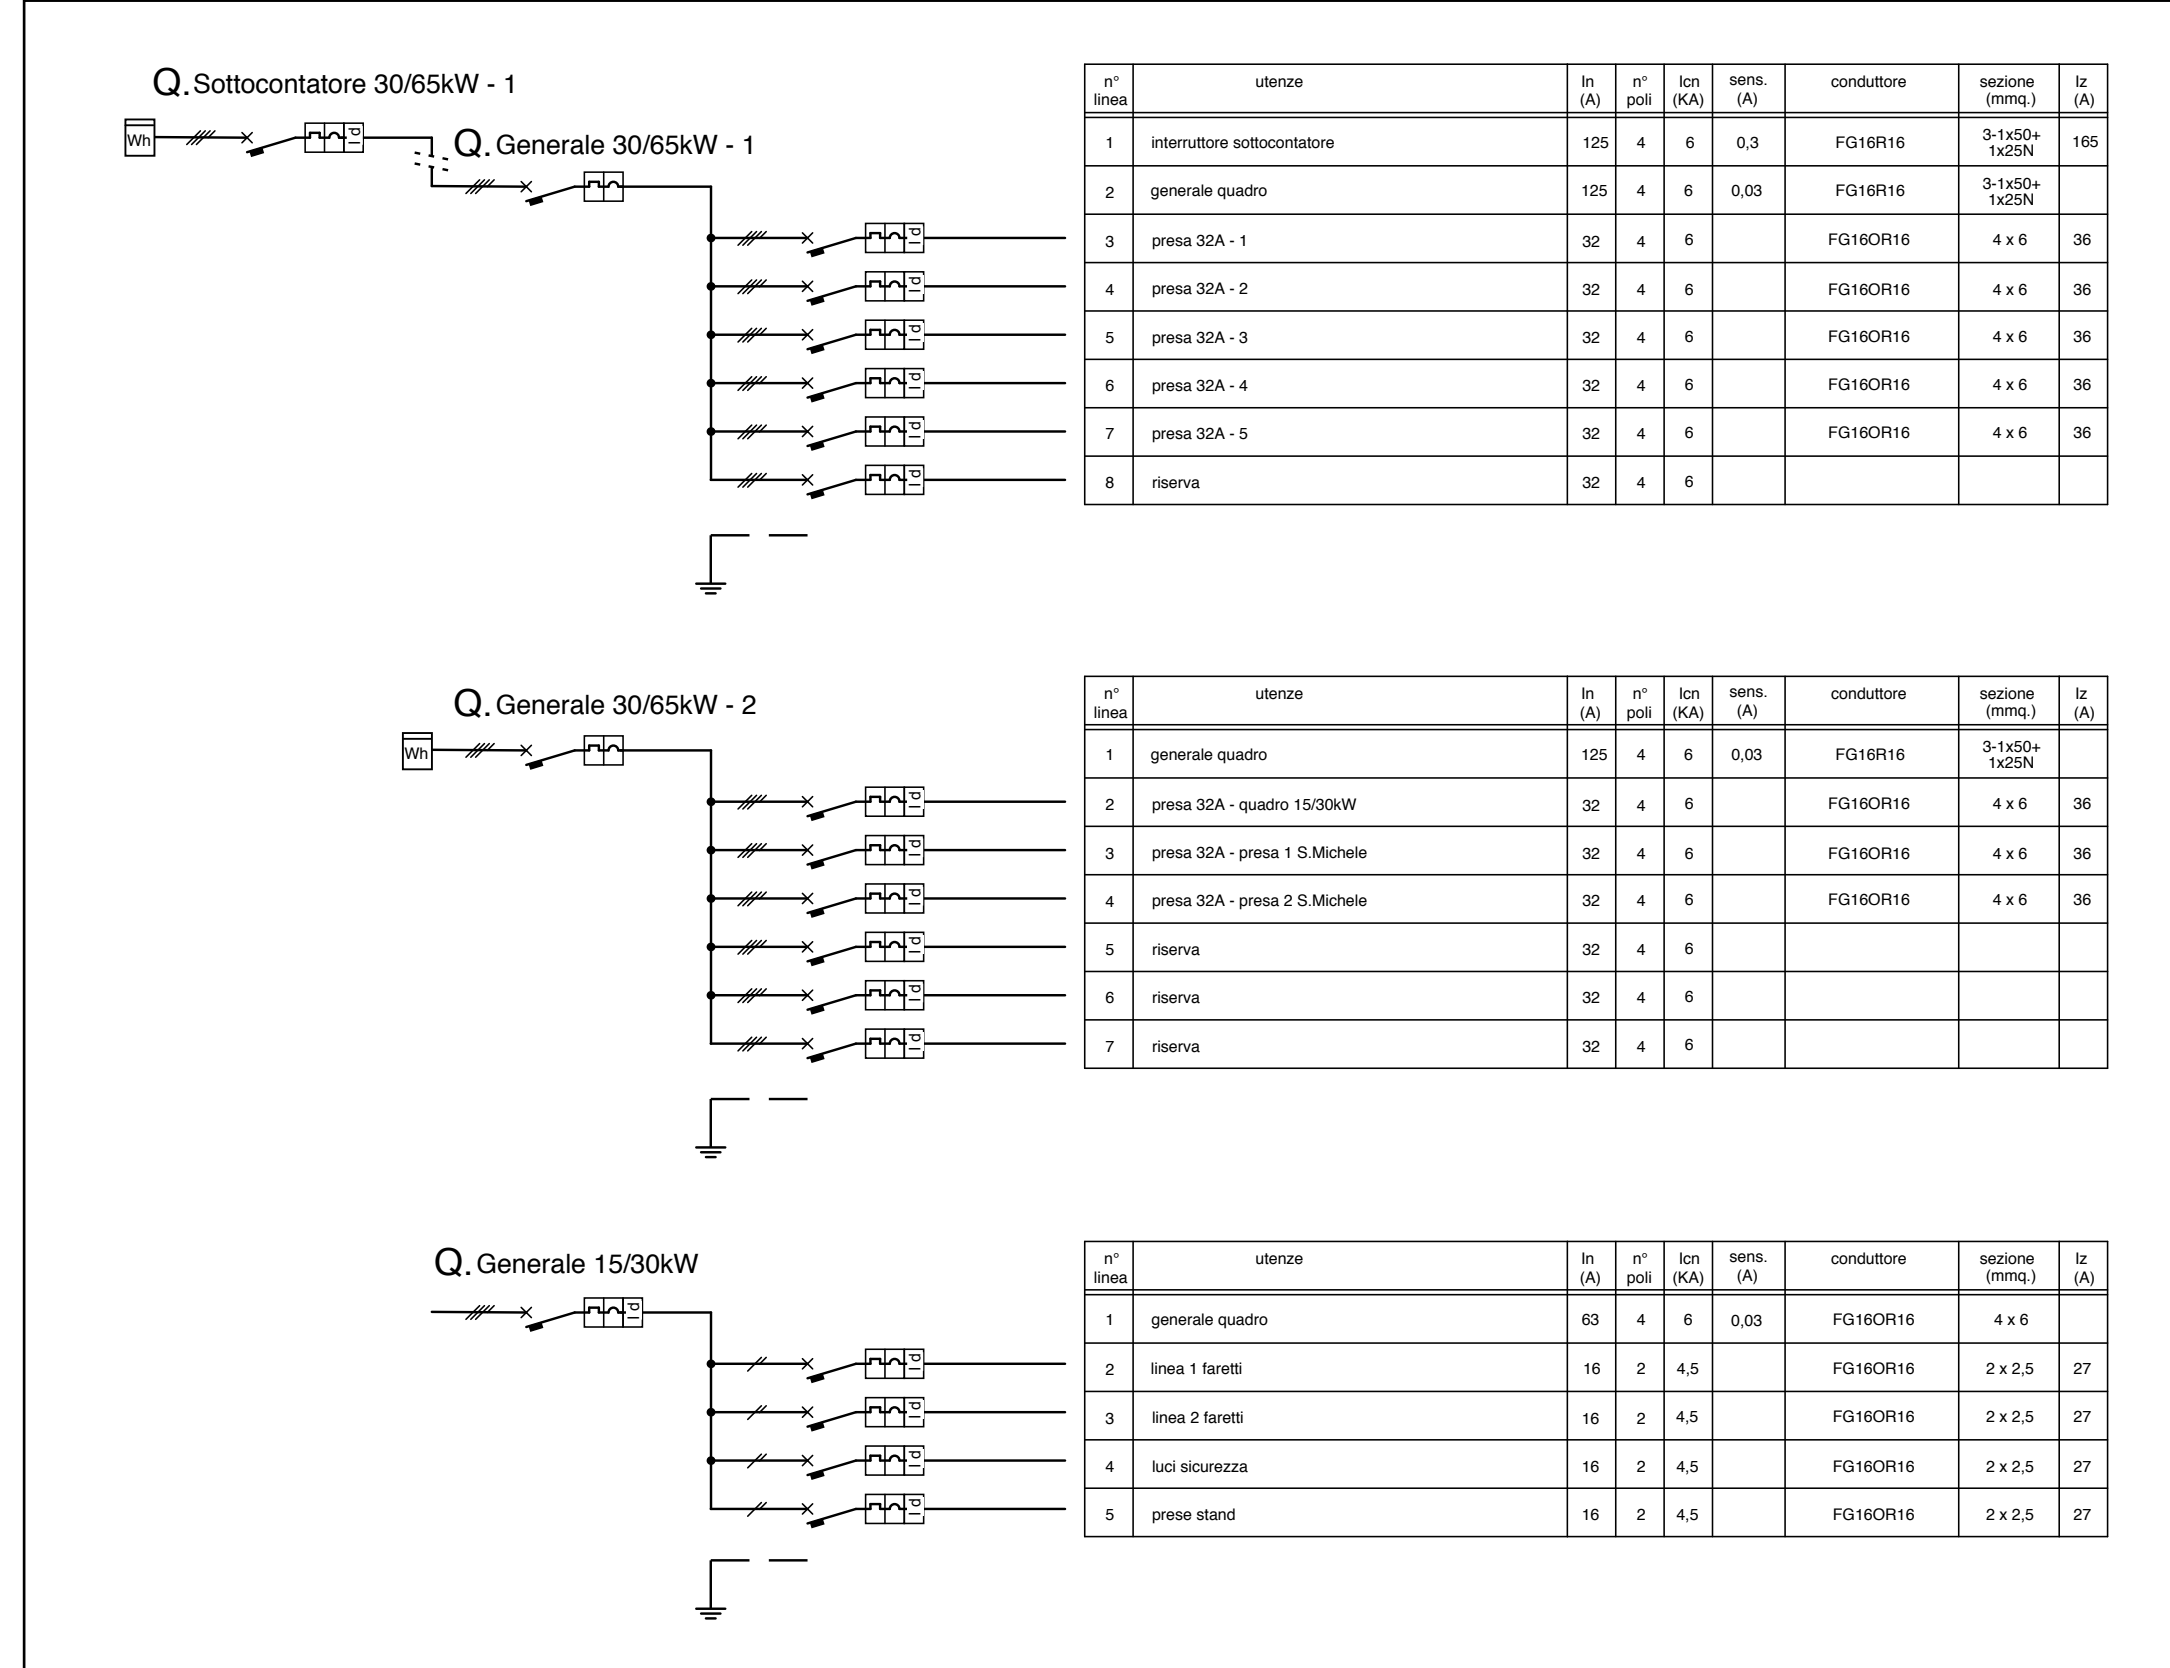 Q. Sottocontatore 30/65kW - 1
Wh
I d
Q. Generale 30/65kW - 1
I d
I d
I d
I d
I d
I d
n° linea utenze In (A) n° poli Icn (KA) sens. (A) conduttore sezione (mmq.) Iz (A)
1 interruttore sottocontatore 125 4 6 0,3 FG16R16 3-1x50+ 1x25N 165
2 generale quadro 125 4 6 0,03 FG16R16 3-1x50+ 1x25N
3 presa 32A - 1 32 4 6 FG16OR16 4 x 6 36
4 presa 32A - 2 32 4 6 FG16OR16 4 x 6 36
5 presa 32A - 3 32 4 6 FG16OR16 4 x 6 36
6 presa 32A - 4 32 4 6 FG16OR16 4 x 6 36
7 presa 32A - 5 32 4 6 FG16OR16 4 x 6 36
8 riserva 32 4 6
Q. Generale 30/65kW - 2
Wh
I d
I d
I d
I d
I d
I d
n° linea utenze In (A) n° poli Icn (KA) sens. (A) conduttore sezione (mmq.) Iz (A)
1 generale quadro 125 4 6 0,03 FG16R16 3-1x50+ 1x25N
2 presa 32A - quadro 15/30kW 32 4 6 FG16OR16 4 x 6 36
3 presa 32A - presa 1 S.Michele 32 4 6 FG16OR16 4 x 6 36
4 presa 32A - presa 2 S.Michele 32 4 6 FG16OR16 4 x 6 36
5 riserva 32 4 6
6 riserva 32 4 6
7 riserva 32 4 6
Q. Generale 15/30kW
I d
I d
I d
I d
I d
n° linea utenze In (A) n° poli Icn (KA) sens. (A) conduttore sezione (mmq.) Iz (A)
1 generale quadro 63 4 6 0,03 FG16OR16 4 x 6
2 linea 1 faretti 16 2 4,5 FG16OR16 2 x 2,5 27
3 linea 2 faretti 16 2 4,5 FG16OR16 2 x 2,5 27
4 luci sicurezza 16 2 4,5 FG16OR16 2 x 2,5 27
5 prese stand 16 2 4,5 FG16OR16 2 x 2,5 27